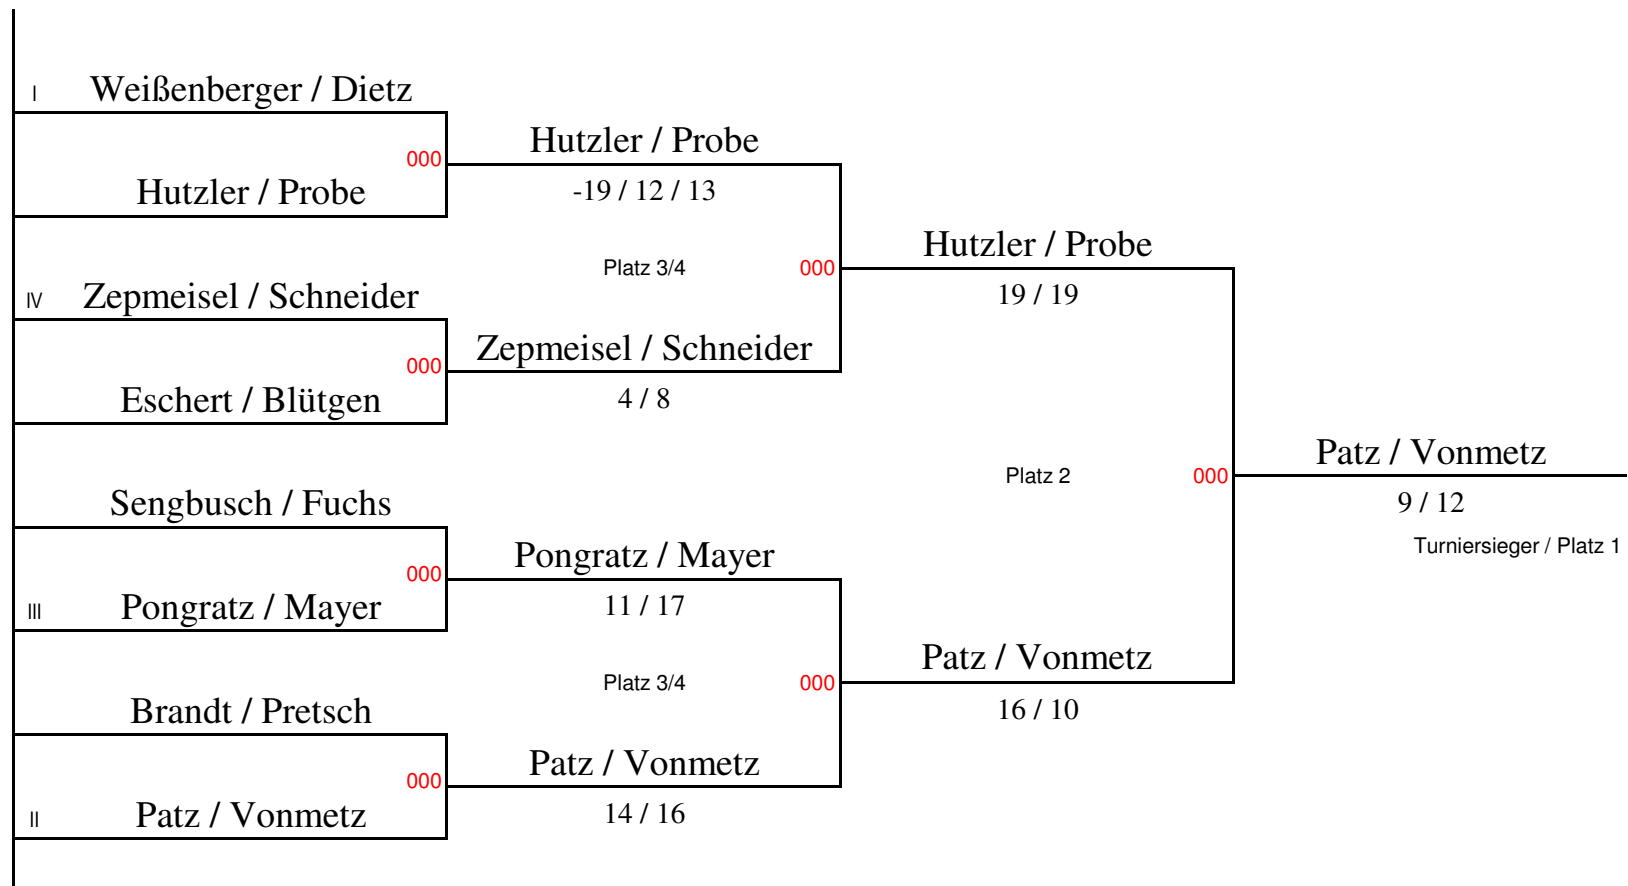 I Weißenberger / Dietz
000
Hutzler / Probe
Hutzler / Probe
-19 / 12 / 13
IV Zepmeisel / Schneider
000
Eschert / Blütgen
Zepmeisel / Schneider
4 / 8
Platz 3/4
000
Hutzler / Probe
19 / 19
Sengbusch / Fuchs
000
III Pongratz / Mayer
Pongratz / Mayer
11 / 17
Brandt / Pretsch
000
II Patz / Vonmetz
Patz / Vonmetz
14 / 16
Platz 3/4
000
Patz / Vonmetz
16 / 10
Platz 2
000
Patz / Vonmetz
9 / 12
Turniersieger / Platz 1